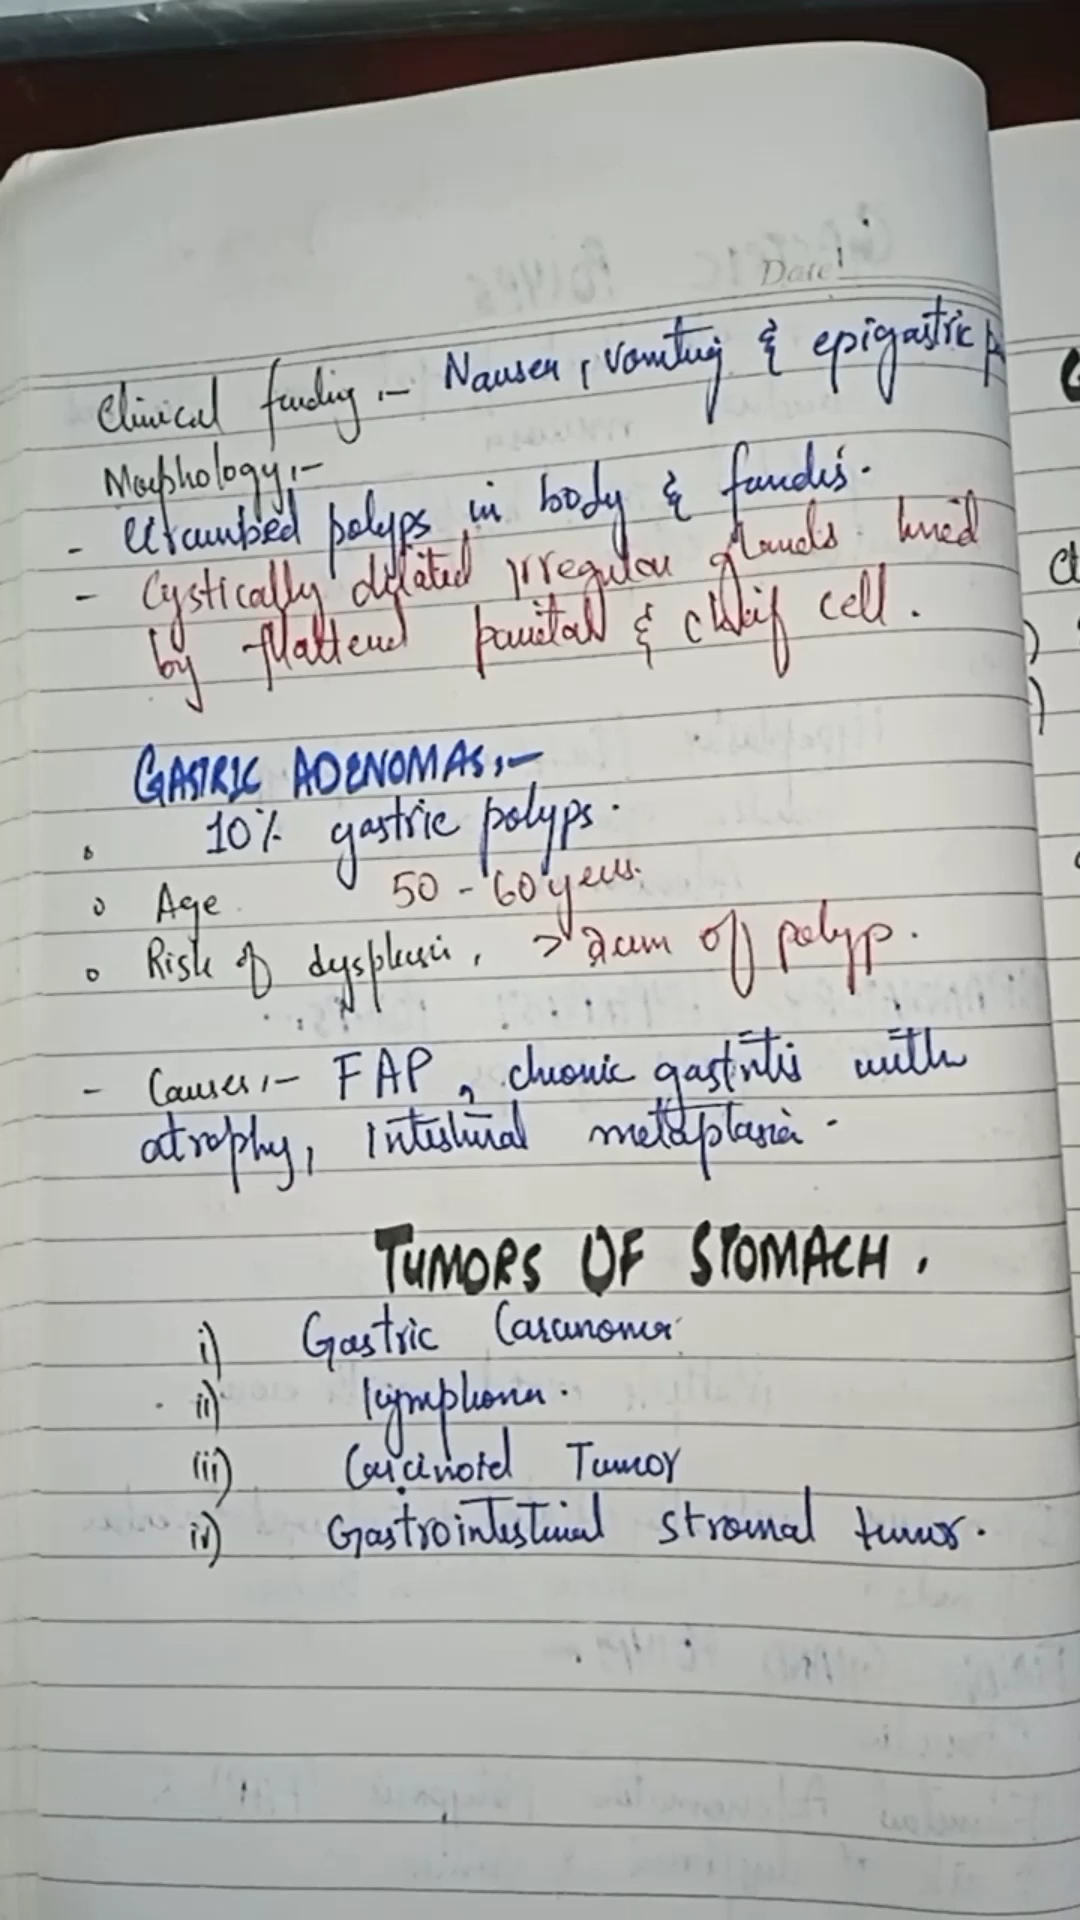 Date
Clinical finding :- Nausea, vomiting & epigastric
Morphology :-
- Ucrumbed polyps in body & fundus.
- Cystically dilated irregular glands lined
by flattend parietal & chief cell.
GASTRIC ADENOMAS :-
10% gastric polyps.
Age 50 - 60 years.
Risk of dysplasia, > 2cm of polyp.
- Causes :- FAP, chronic gastritis with
atrophy, Intestinal metaplasia.
TUMORS OF STOMACH.
i) Gastric Carcinoma
ii) lymphoma.
iii) Carcinoid Tumor
iv) Gastrointestinal stromal tumor.